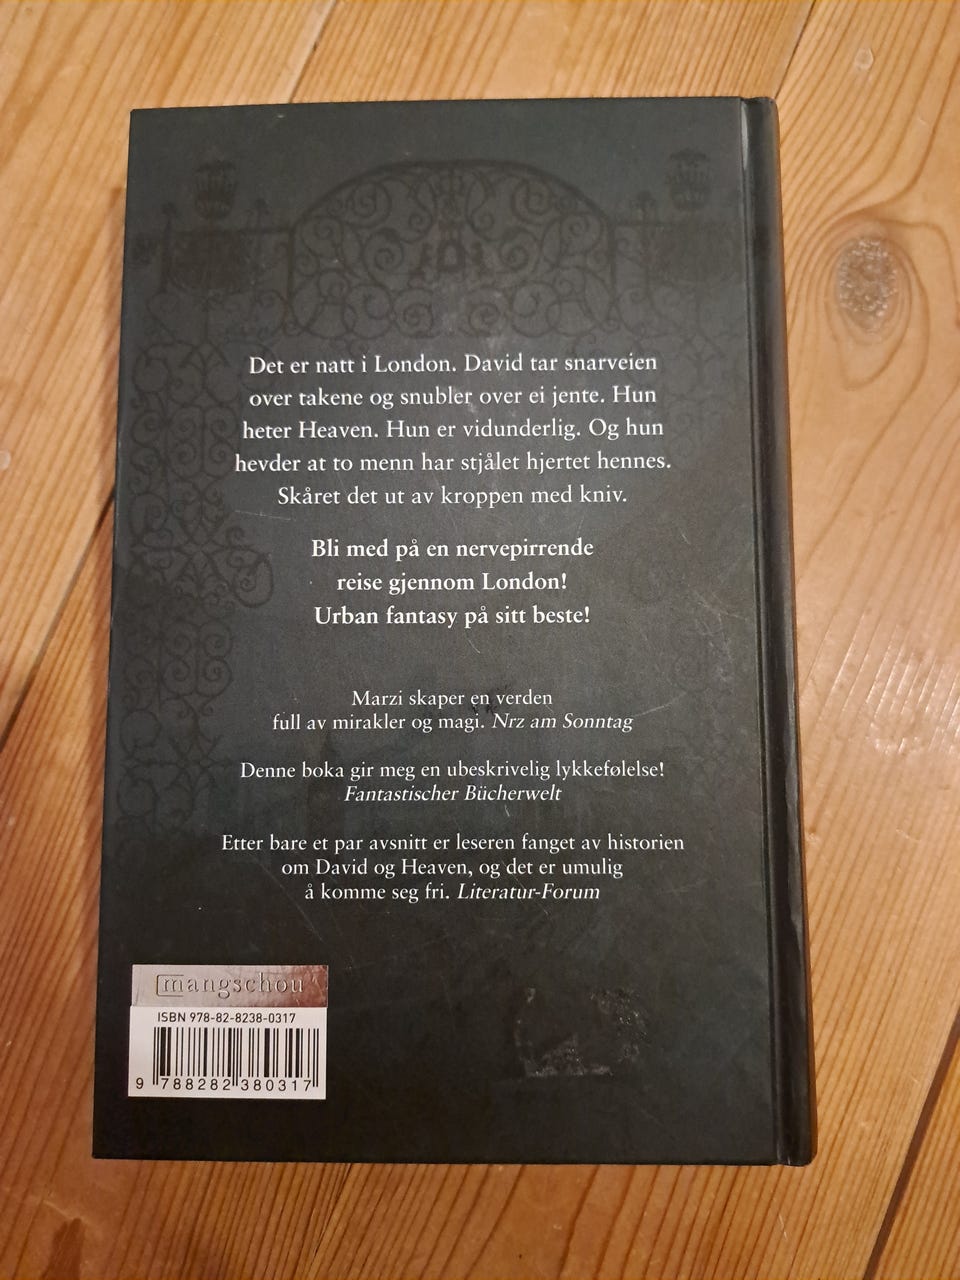 Det er natt i London. David tar snarveien
over takene og snubler over ei jente. Hun
heter Heaven. Hun er vidunderlig. Og hun
hevder at to menn har stjålet hjertet hennes.
Skåret det ut av kroppen med kniv.
Bli med på en nervepirrende
reise gjennom London!
Urban fantasy på sitt beste!
Marzi skaper en verden
full av mirakler og magi. Nrz am Sonntag
Denne boka gir meg en ubeskrivelig lykkefølelse!
Fantastischer Bücherwelt
Etter bare et par avsnitt er leseren fanget av historien
om David og Heaven, og det er umulig
å komme seg fri. Literatur-Forum
mangschou
ISBN 978-82-8238-0317
9 788282 380317